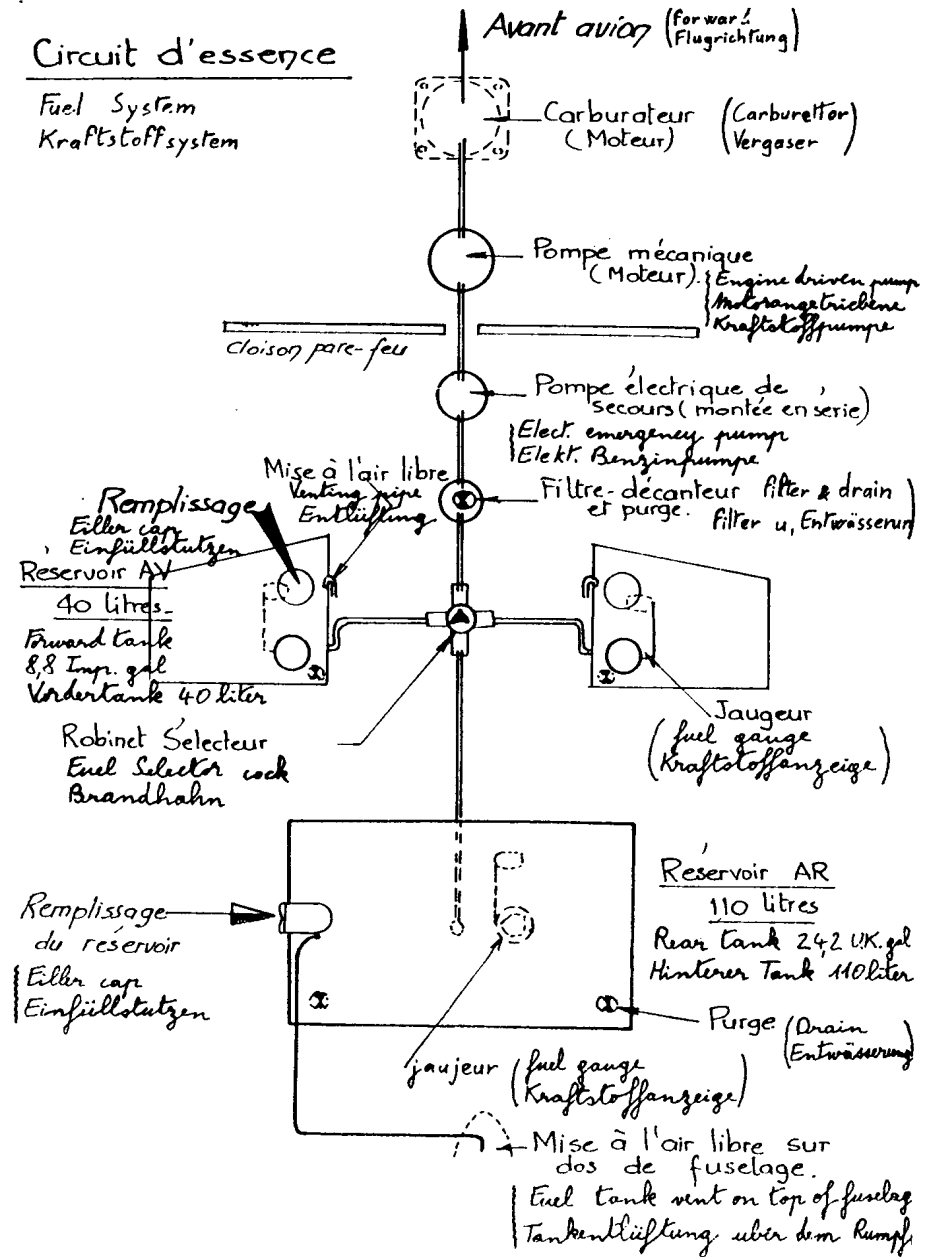 Circuit d'essence
Fuel System
Kraftstoffsystem
Avant avion (forwar!
Flugrichtung)
Carburateur
(Moteur)
(Carburettor
Vergaser)
Pompe mécanique
(Moteur).
Engine driven pump
Motorangetriebene
Kraftstoffpumpe
Cloison pare-feu
Pompe électrique de
secours (montée en série)
Elect. emergency pump
Elekt. Benzinpumpe
Mise à l'air libre
Venting pipe
Entlüftung
Filtre-décanteur
et purge.
filter & drain
filter u, Entwässerun)
Remplissage
Filler cap
Einfüllstutzen
Réservoir AV
40 litres-
Forward tank
8,8 Imp. gal
Vordertank 40 liter
Robinet Sélecteur
Fuel Selector cock
Brandhahn
Jaugeur
(fuel gauge
Kraftstoffanzeige)
Réservoir AR
110 litres
Rear tank 24,2 U.K. gal
Hinterer Tank, 110 liter
Remplissage
du réservoir
Filler cap
Einfüllstutzen
Purge (Drain
Entwässerung)
jaujeur (fuel gauge
Kraftstoffanzeige)
Mise à l'air libre sur
dos de fuselage.
Fuel tank vent on top of fuselag
Tankentlüftung über dem Rumpf